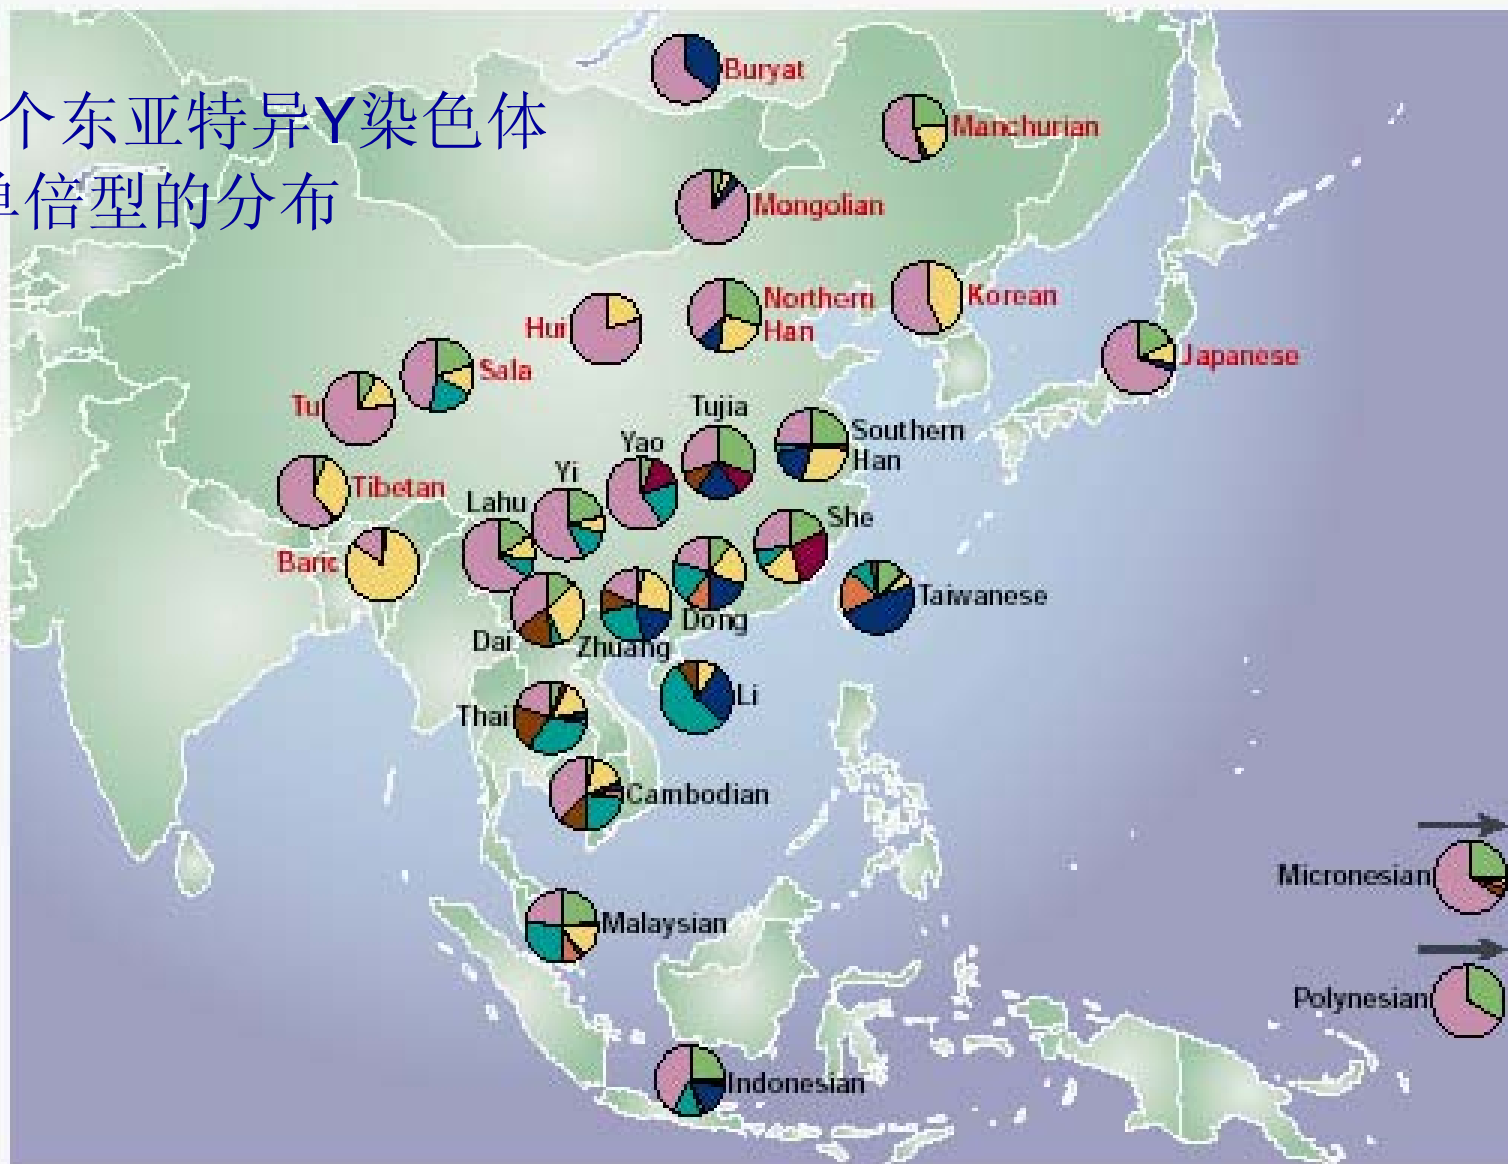 个东亚特异Y染色体
单倍型的分布
Buryat
Manchurian
Mongolian
Northern
Han
Korean
Hui
Japanese
Sala
Tu
Tujia
Southern
Han
Yao
Yi
Tibetan
Lahu
She
Baric
Taiwanese
Dong
Dai
Zhuang
Li
Thai
Cambodian
Micronesian
Malaysian
Polynesian
Indonesian